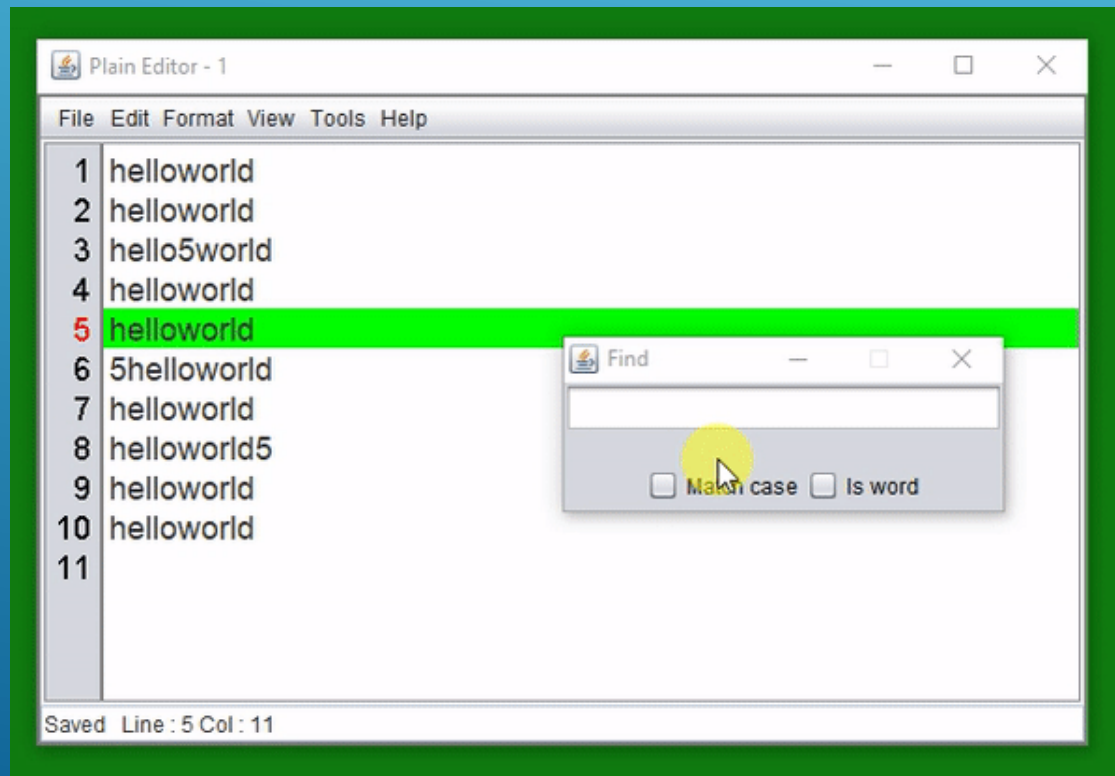 Plain Editor - 1
File Edit Format View Tools Help
1 helloworld
2 helloworld
3 hello5world
4 helloworld
5 helloworld
6 5helloworld
7 helloworld
8 helloworld5
9 helloworld
10 helloworld
11
Find
Match case Is word
Saved Line : 5 Col : 11